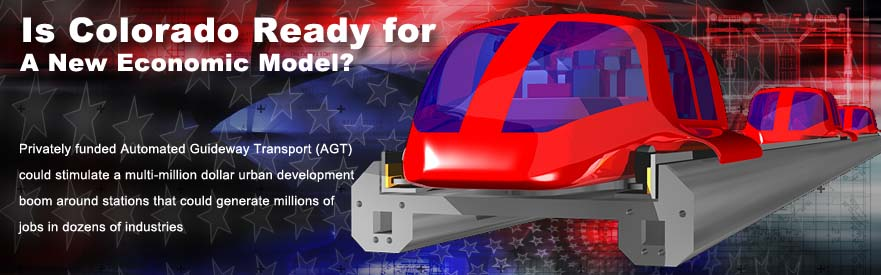 Is Colorado Ready for
A New Economic Model?
Privately funded Automated Guideway Transport (AGT)
could stimulate a multi-million dollar urban development
boom around stations that could generate millions of
jobs in dozens of industries